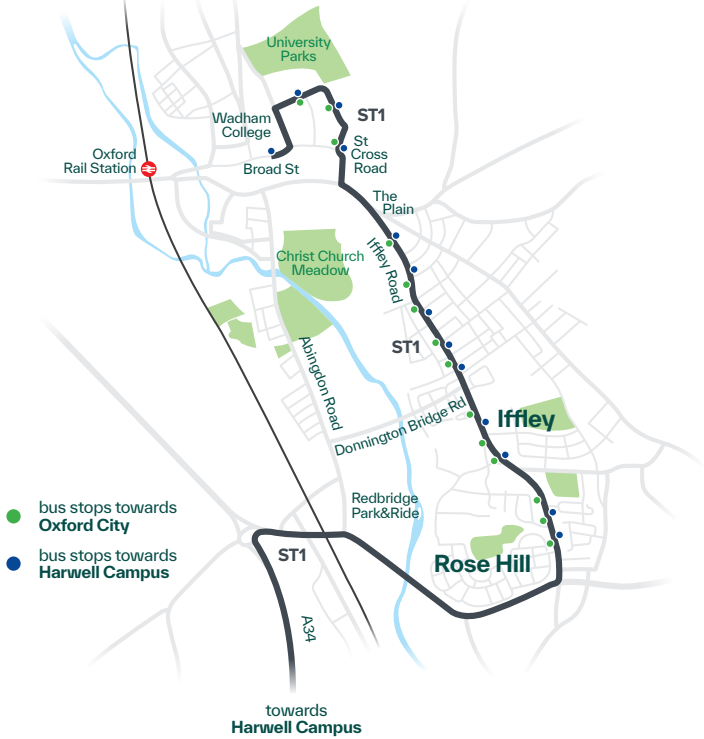 University
Parks
ST1
Wadham
College
St
Cross
Road
Oxford
Rail Station
Broad St
The
Plain
Iffley Road
Christ Church
Meadow
ST1
Abingdon Road
Donnington Bridge Rd
Iffley
bus stops towards
Oxford City
Redbridge
Park&Ride
bus stops towards
Harwell Campus
ST1
Rose Hill
A34
towards
Harwell Campus